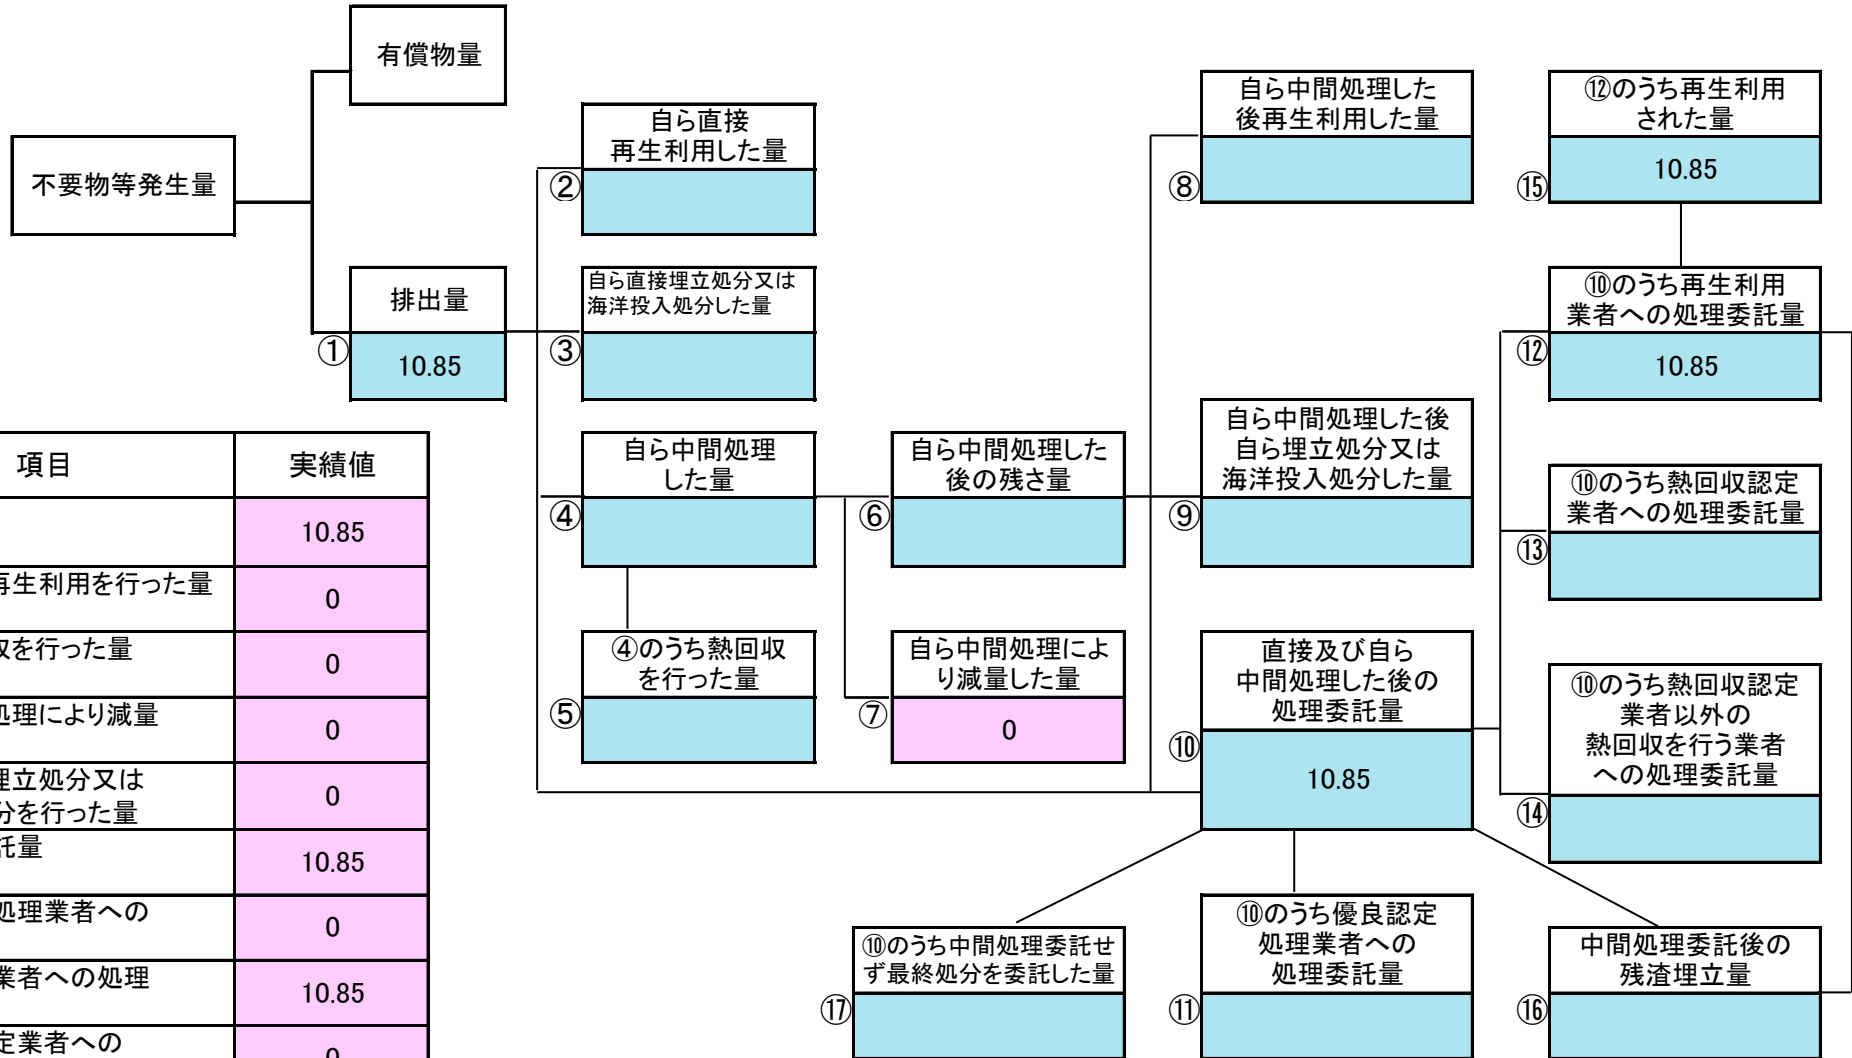 有償物量
不要物等発生量
排出量
①
10.85
自ら直接
再生利用した量
②
自ら直接埋立処分又は
海洋投入処分した量
③
自ら中間処理
した量
④
④のうち熱回収
を行った量
⑤
自ら中間処理した
後の残さ量
⑥
自ら中間処理によ
り減量した量
⑦
0
自ら中間処理した
後再生利用した量
⑧
自ら中間処理した後
自ら埋立処分又は
海洋投入処分した量
⑨
直接及び自ら
中間処理した後の
処理委託量
⑩
10.85
⑫のうち再生利用
された量
⑮
10.85
⑩のうち再生利用
業者への処理委託量
⑫
10.85
⑩のうち熱回収認定
業者への処理委託量
⑬
⑩のうち熱回収認定
業者以外の
熱回収を行う業者
への処理委託量
⑭
⑩のうち中間処理委託せ
ず最終処分を委託した量
⑰
⑩のうち優良認定
処理業者への
処理委託量
⑪
中間処理委託後の
残渣埋立量
⑯
項目 実績値
10.85
再生利用を行った量 0
を行った量 0
処理により減量 0
埋立処分又は
分を行った量 0
託量 10.85
処理業者への 0
業者への処理 10.85
定業者への 0